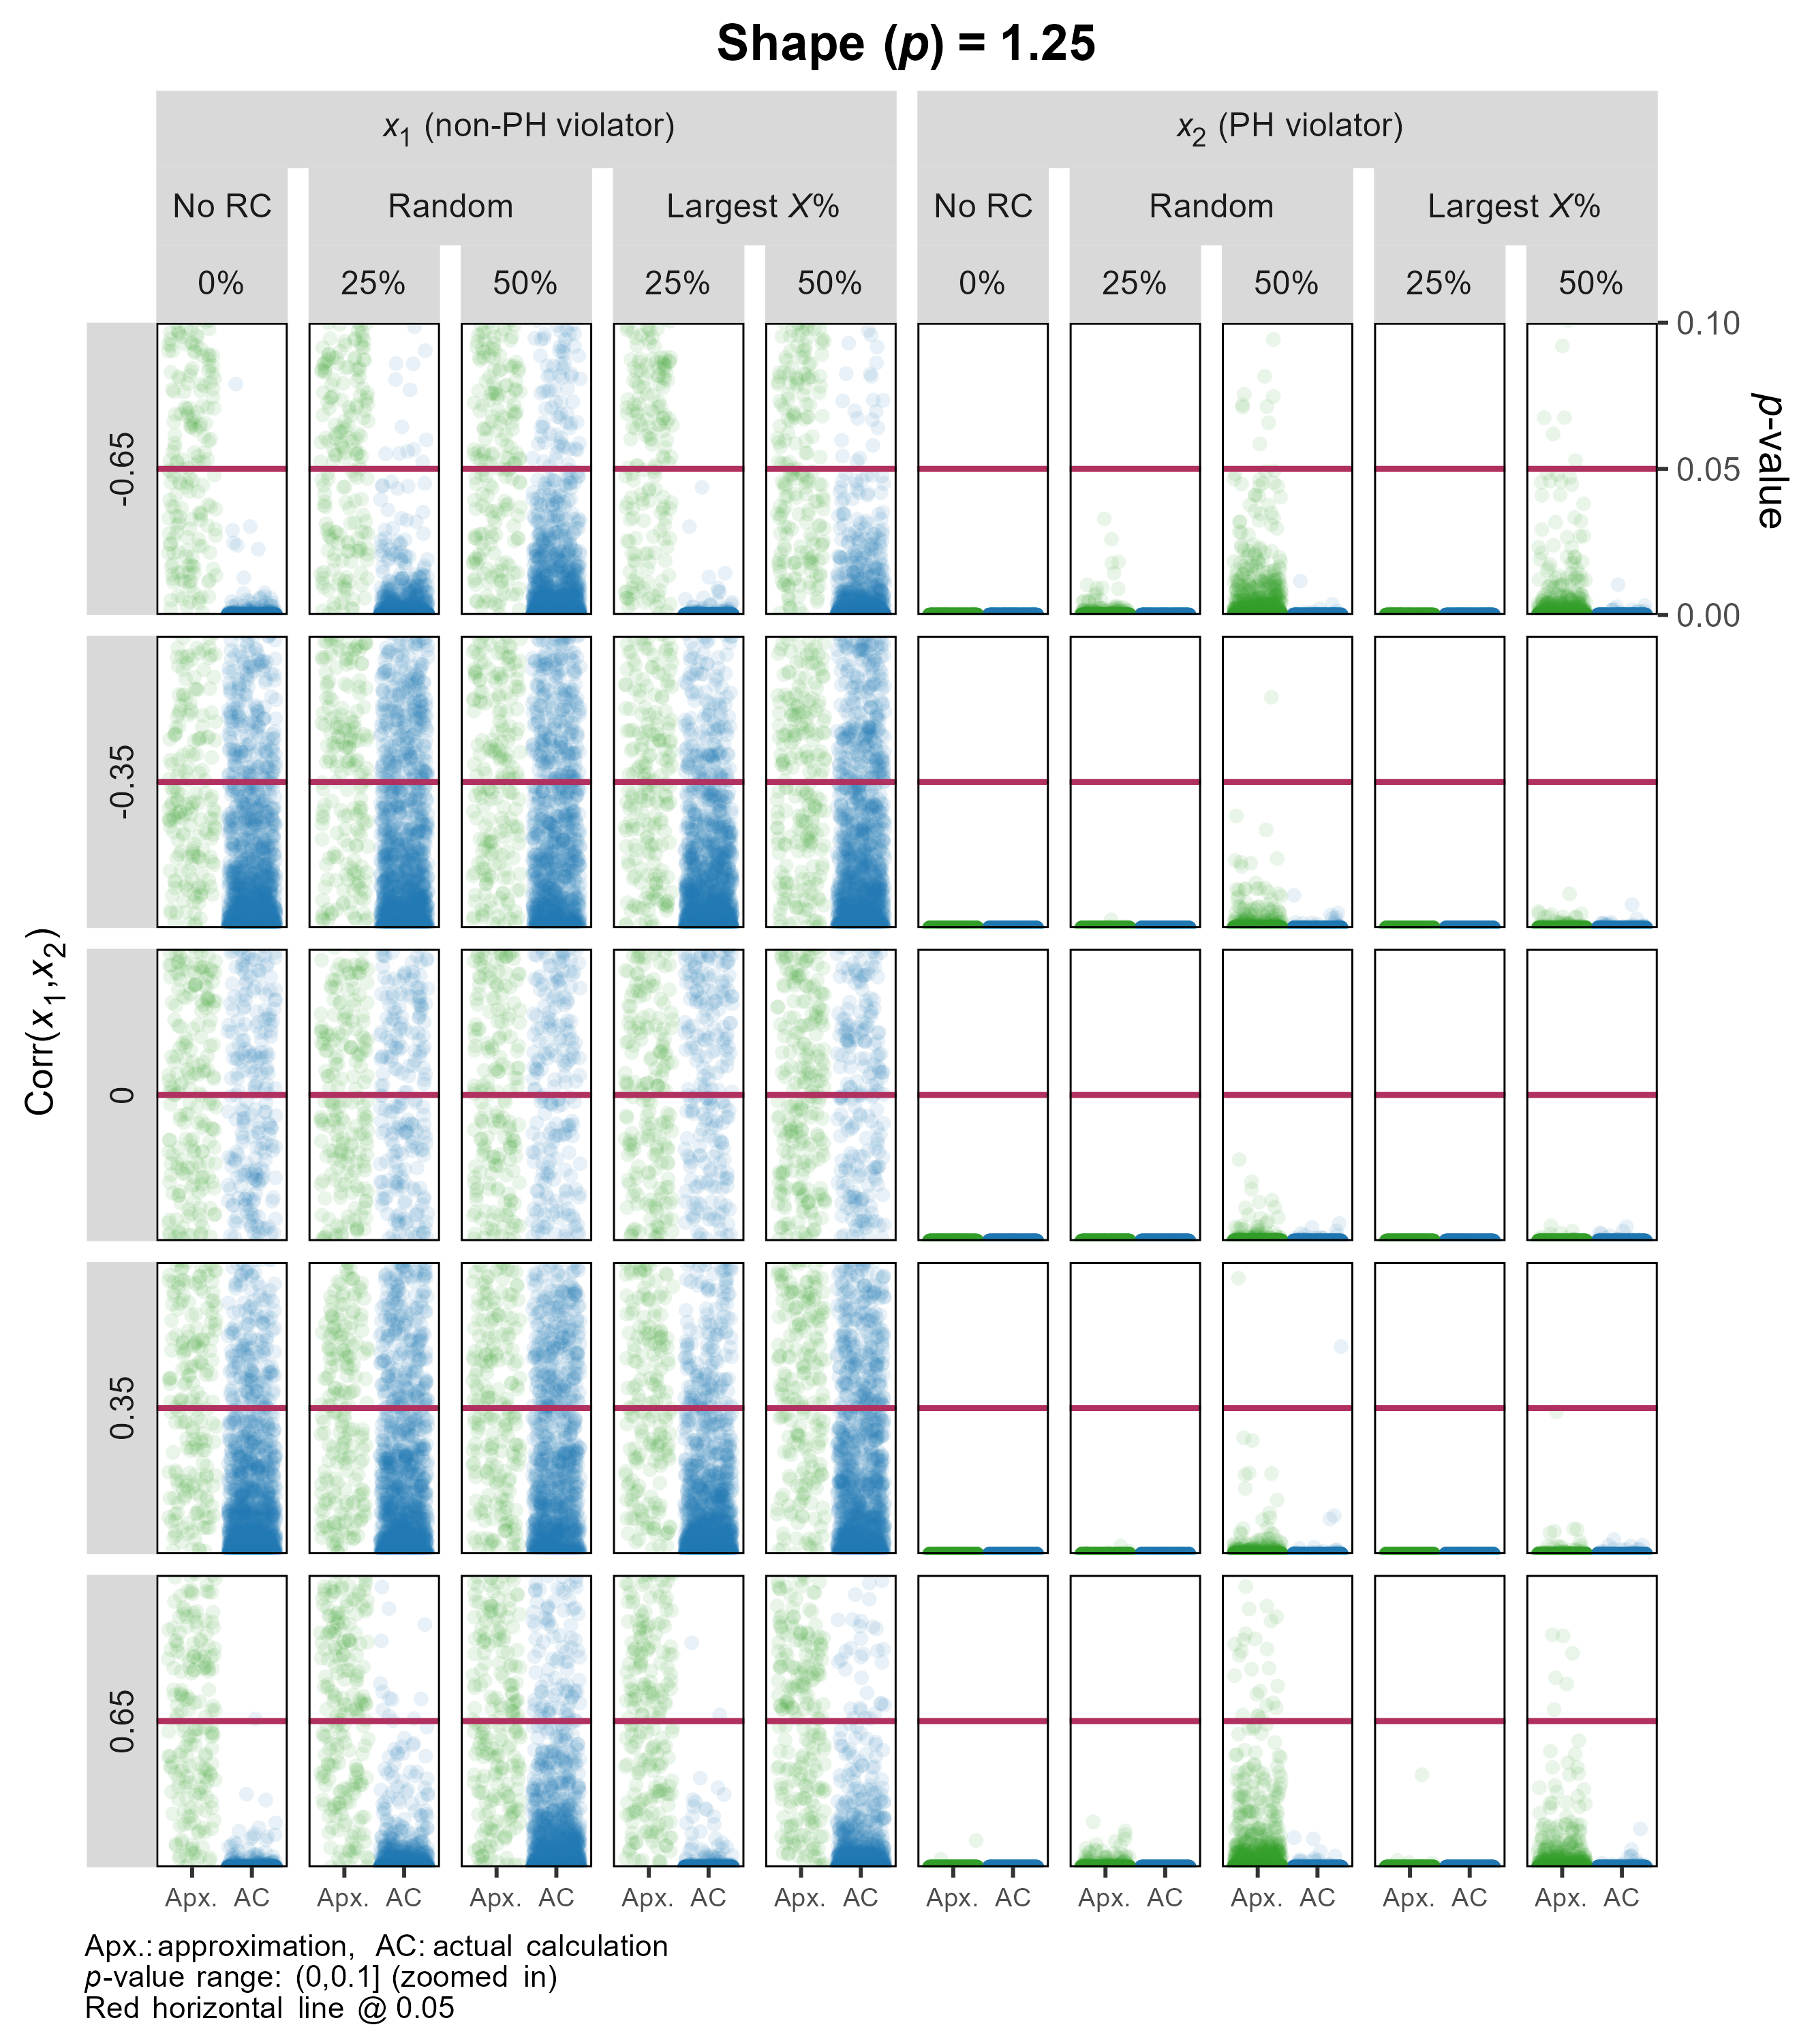 Shape (p) = 1.25
x1 (non-PH violator) x2 (PH violator)
No RC Random Largest X% No RC Random Largest X%
0% 25% 50% 25% 50% 0% 25% 50% 25% 50%
-0.65
-0.35
0
0.35
0.65
Corr(x1,x2)
0.10
0.05
0.00
p-value
Apx. AC Apx. AC Apx. AC Apx. AC Apx. AC Apx. AC Apx. AC Apx. AC Apx. AC Apx. AC
Apx.: approximation, AC: actual calculation
p-value range: (0,0.1] (zoomed in)
Red horizontal line @ 0.05